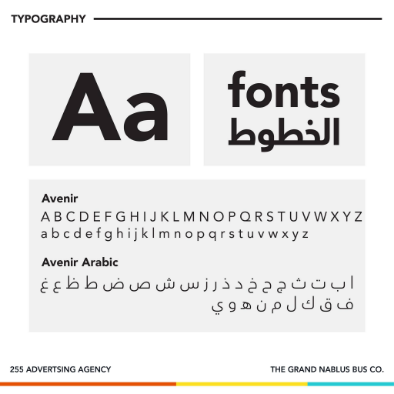 TYPOGRAPHY
Aa
fonts
الخطوط
Avenir
A B C D E F G H I J K L M N O P Q R S T U V W X Y Z
a b c d e f g h i j k l m n o p q r s t u v w x y z
Avenir Arabic
ا ب ت ث ج ح خ د ذ ر ز س ش ص ض ط ظ ع غ
ف ق ك ل م ن ه و ي
255 ADVERTSING AGENCY
THE GRAND NABLUS BUS CO.